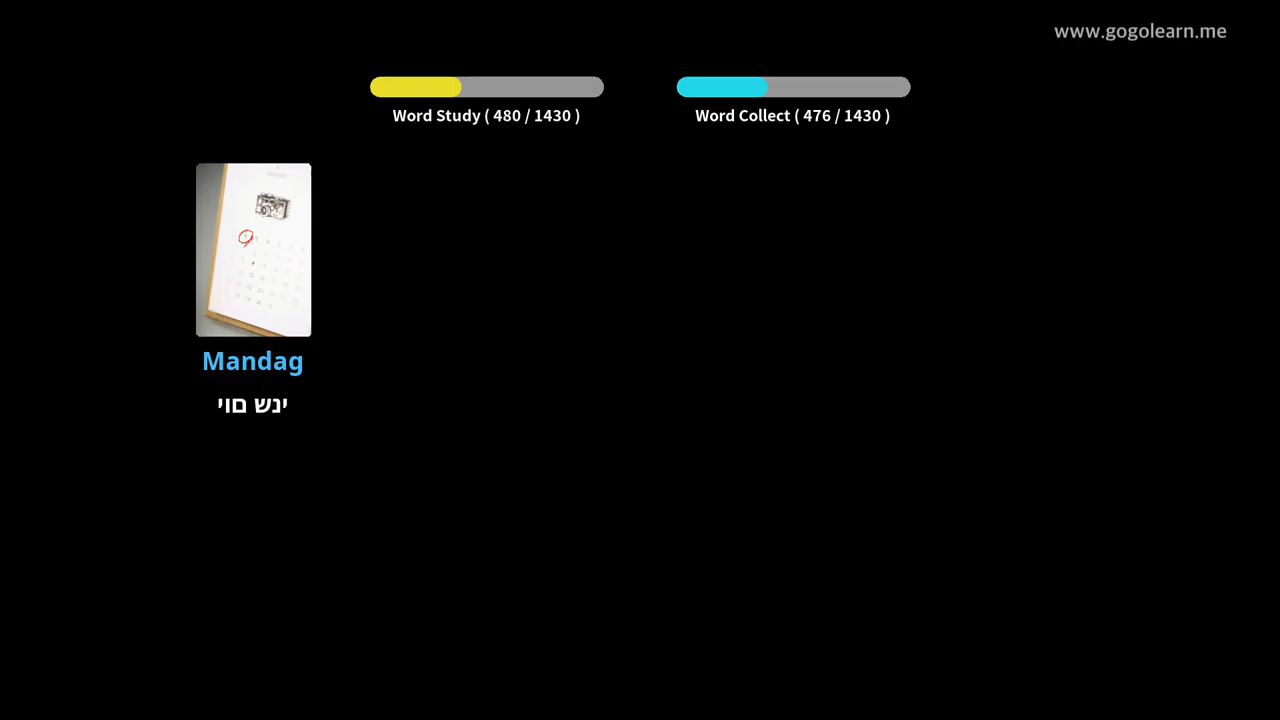 www.gogolearn.me
Word Study ( 480 / 1430 )
Word Collect ( 476 / 1430 )
Mandag
יום שני